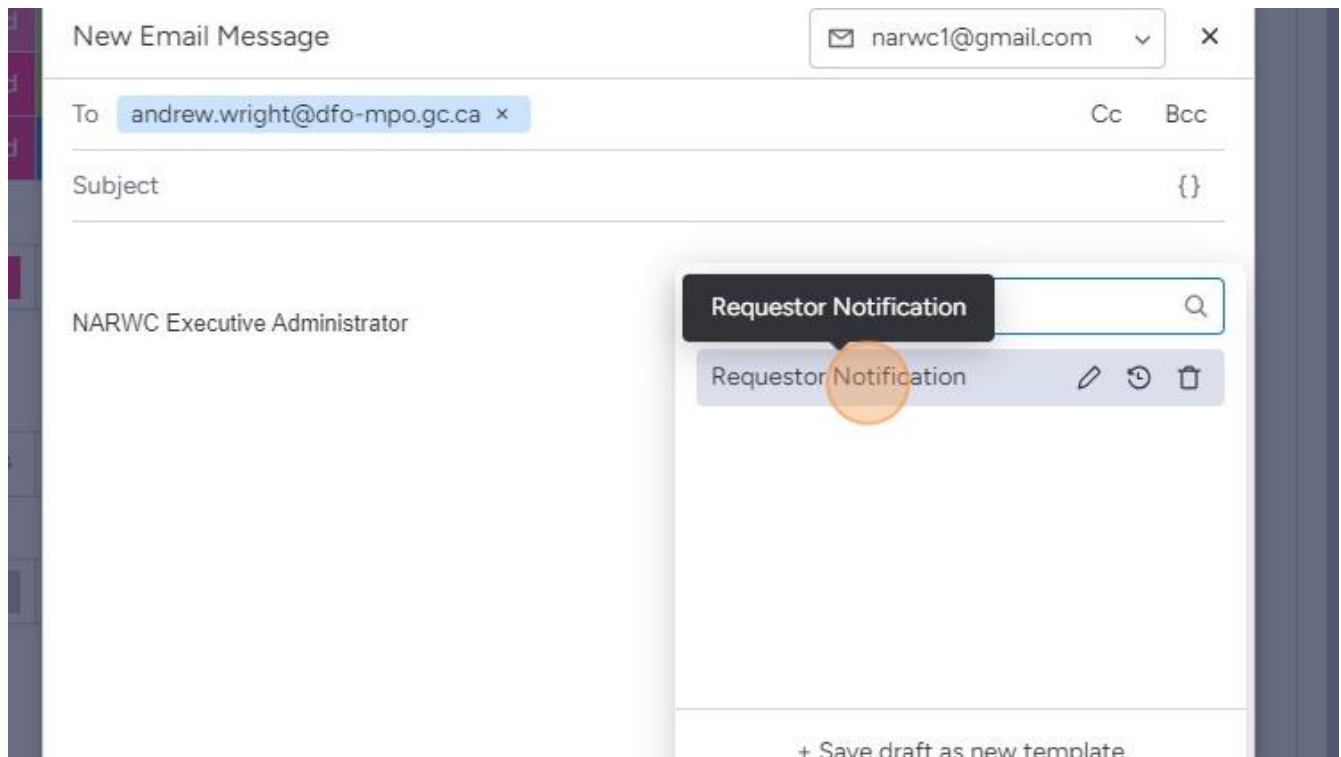 New Email Message
narwc1@gmail.com
To andrew.wright@dfo-mpo.gc.ca ×
Cc Bcc
Subject
{}
NARWC Executive Administrator
Requestor Notification
Requestor Notification
+ Save draft as new template